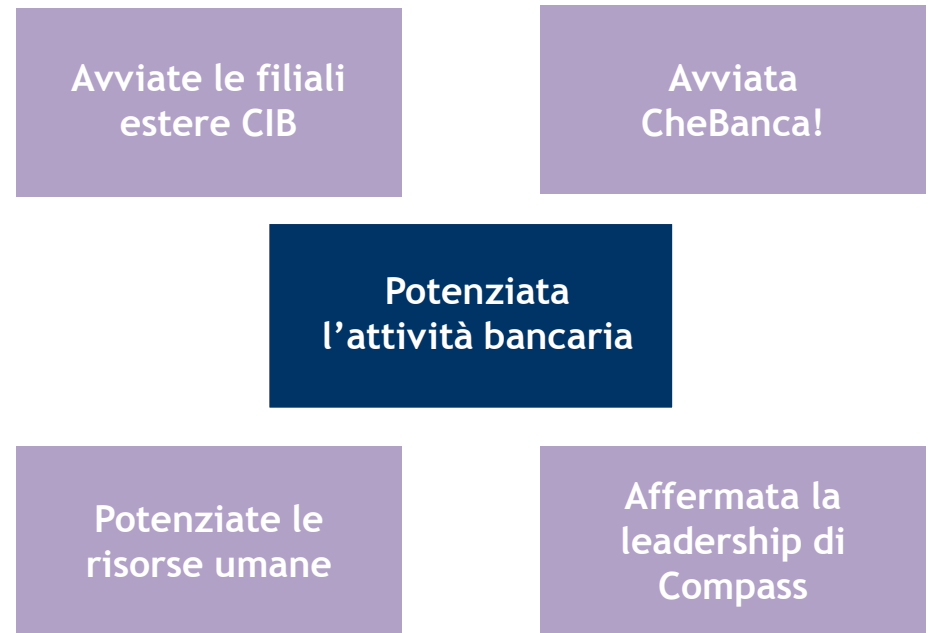 Avviate le filiali
estere CIB
Avviata
CheBanca!
Potenziata
l’attività bancaria
Potenziate le
risorse umane
Affermata la
leadership di
Compass